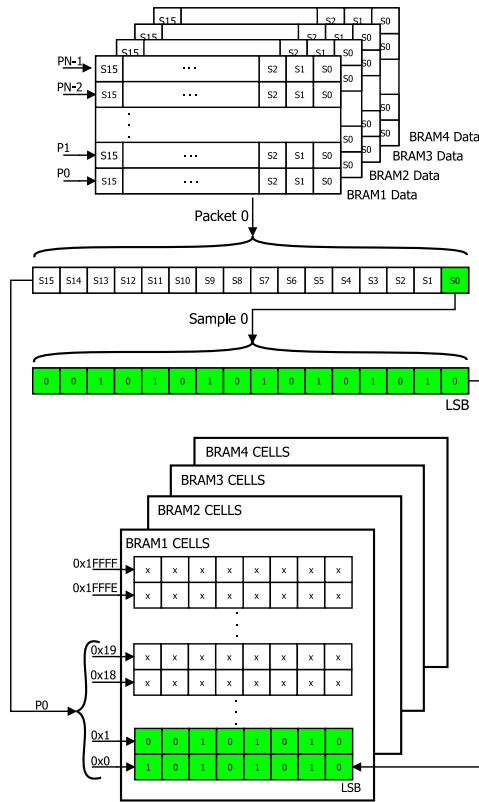 S15 ... S2 S1 S0
S15 S2 S1 S0
S15 S2 S1 S0
PN-1 S15 ... S2 S1 S0
PN-2 S15 ... S2 S1 S0
S0 S0 S0
P1 S15 ... S2 S1 S0
P0 S15 ... S2 S1 S0
S0 S0 S0
BRAM4 Data
BRAM3 Data
BRAM2 Data
BRAM1 Data
Packet 0
S15 S14 S13 S12 S11 S10 S9 S8 S7 S6 S5 S4 S3 S2 S1 S0
Sample 0
0 0 1 0 1 0 1 0 1 0 1 0 1 0 1 0
LSB
BRAM4 CELLS
BRAM3 CELLS
BRAM2 CELLS
BRAM1 CELLS
0x1FFFF x x x x x x x x
0x1FFFE x x x x x x x x
0x19 x x x x x x x x
0x18 x x x x x x x x
P0
0x1 0 0 1 0 1 0 1 0
0x0 1 0 1 0 1 0 1 0
LSB